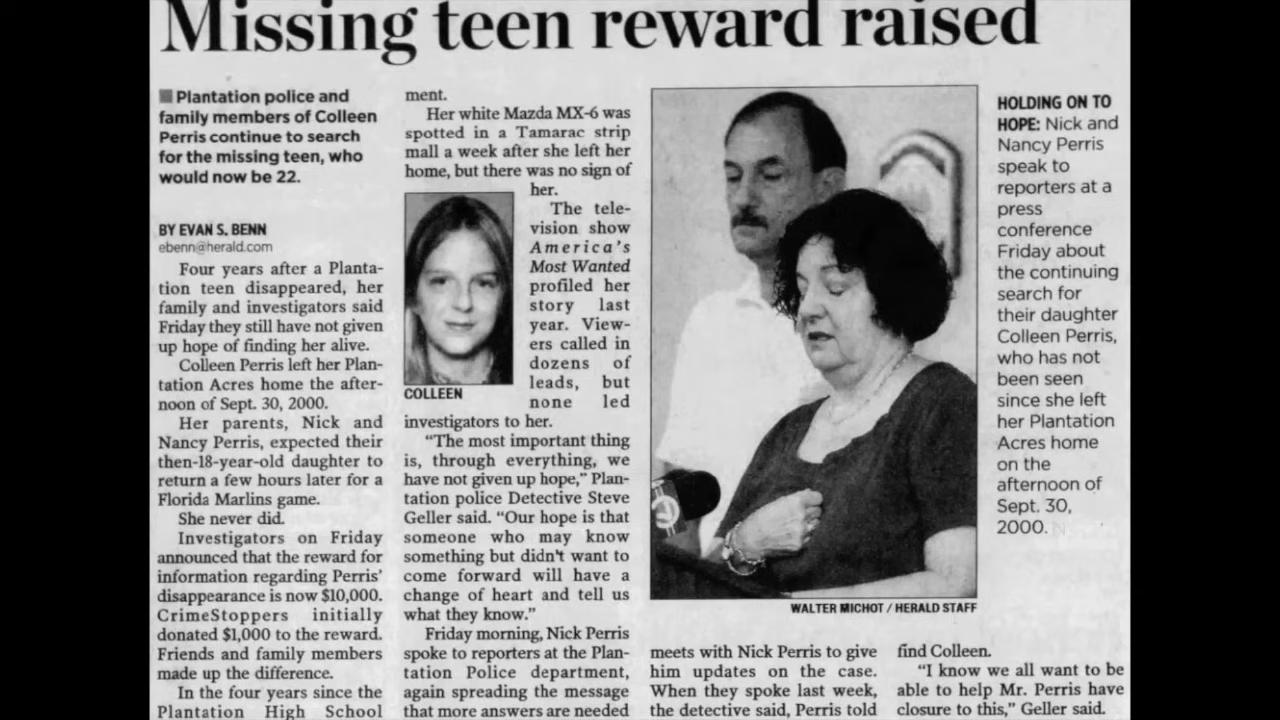 Missing teen reward raised
Plantation police and
family members of Colleen
Perris continue to search
for the missing teen, who
would now be 22.
BY EVAN S. BENN
ebenn@herald.com
Four years after a Planta-
tion teen disappeared, her
family and investigators said
Friday they still have not given
up hope of finding her alive.
Colleen Perris left her Plan-
tation Acres home the after-
noon of Sept. 30, 2000.
Her parents, Nick and
Nancy Perris, expected their
then-18-year-old daughter to
return a few hours later for a
Florida Marlins game.
She never did.
Investigators on Friday
announced that the reward for
information regarding Perris'
disappearance is now $10,000.
CrimeStoppers initially
donated $1,000 to the reward.
Friends and family members
made up the difference.
In the four years since the
Plantation High School
ment.
Her white Mazda MX-6 was
spotted in a Tamarac strip
mall a week after she left her
home, but there was no sign of
her.
The tele-
vision show
America's
Most Wanted
profiled her
story last
year. View-
ers called in
dozens of
leads, but
none led
COLLEEN
investigators to her.
"The most important thing
is, through everything, we
have not given up hope," Plan-
tation police Detective Steve
Geller said. "Our hope is that
someone who may know
something but didn't want to
come forward will have a
change of heart and tell us
what they know."
Friday morning, Nick Perris
spoke to reporters at the Plan-
tation Police department,
again spreading the message
that more answers are needed
WALTER MICHOT / HERALD STAFF
meets with Nick Perris to give
him updates on the case.
When they spoke last week,
the detective said, Perris told
HOLDING ON TO
HOPE: Nick and
Nancy Perris
speak to
reporters at a
press
conference
Friday about
the continuing
search for
their daughter
Colleen Perris,
who has not
been seen
since she left
her Plantation
Acres home
on the
afternoon of
Sept. 30,
2000.
find Colleen.
"I know we all want to be
able to help Mr. Perris have
closure to this," Geller said.